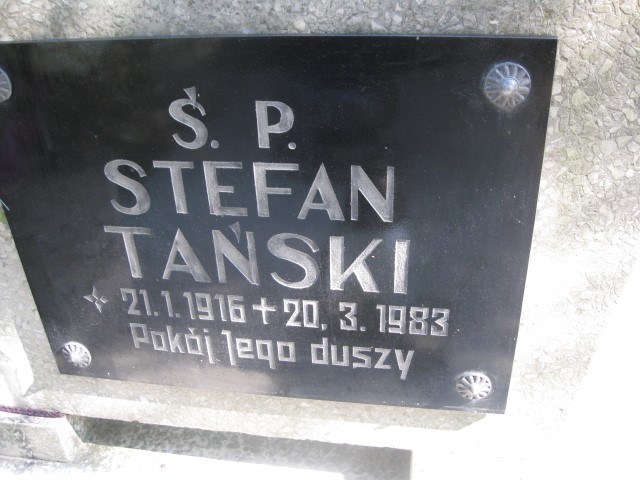 Ś. P.
STEFAN
TAŃSKI
21.1.1916 + 20.3.1983
Pokój Jego duszy